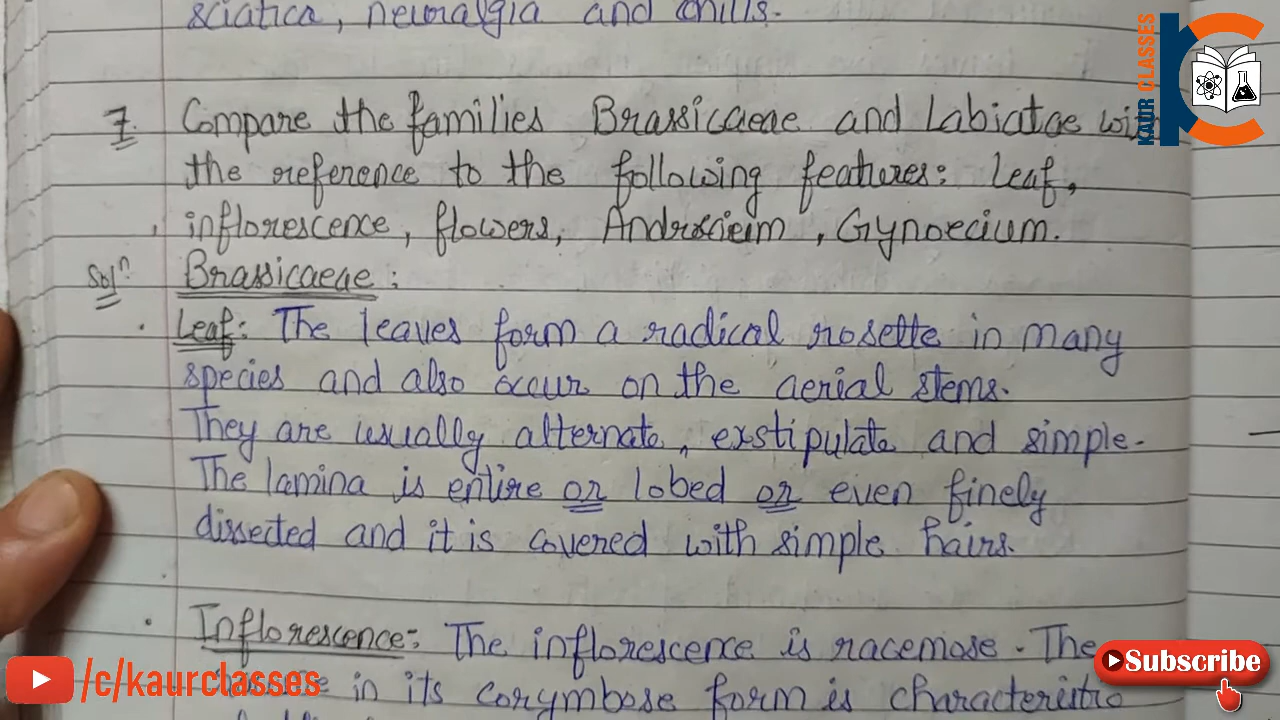 sciatica, neuralgia and chills.
7. Compare the families Brassicaeae and Labiatae with
the reference to the following features: Leaf,
inflorescence, flowers, Androcieim, Gynoecium.
Solⁿ Brassicaeae:
Leaf: The leaves form a radical rosette in many
species and also occur on the aerial stems.
They are usually alternate, exstipulate and simple.
The lamina is entire or lobed or even finely
disseted and it is covered with simple hairs.
Inflorescence: The inflorescence is racemose. The
in its corymbose form is characteristic
KAUR CLASSES
/c/kaurclasses
Subscribe